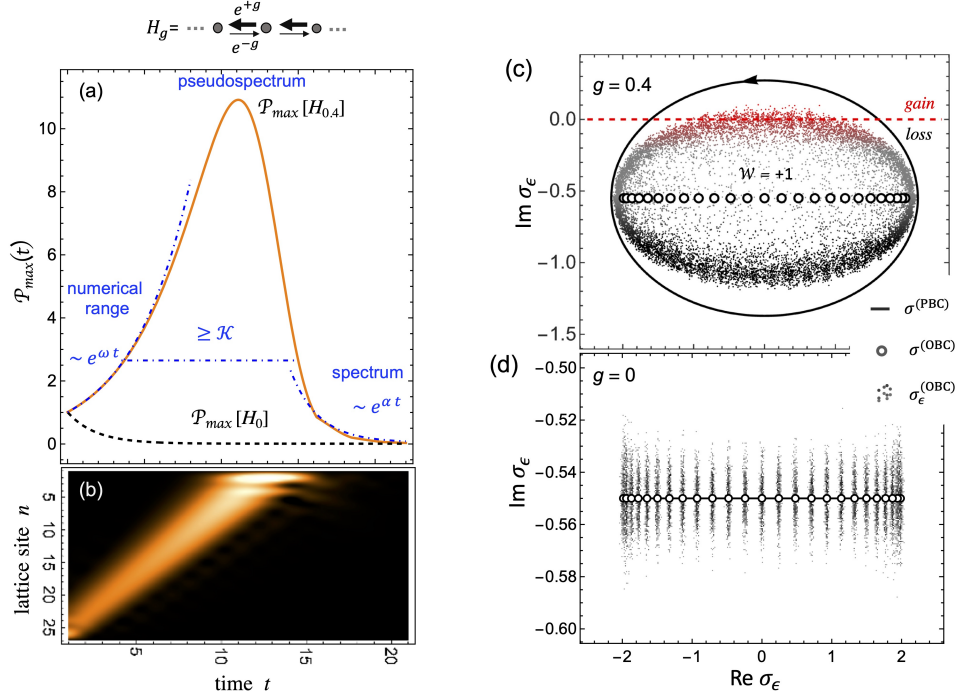 H_g = ... e^{+g} e^{-g} ...
(a)
pseudospectrum
𝒫_max [H_{0.4}]
numerical
range
~ e^{ω t}
≥ 𝒦
spectrum
~ e^{α t}
𝒫_max [H_0]
𝒫_max(t)
10
8
6
4
2
0
(b)
lattice site n
5
10
15
20
25
5
10
15
20
time t
(c)
g = 0.4
gain
loss
𝒲 = +1
Im σ_ϵ
0.0
−0.5
−1.0
−1.5
σ^(PBC)
σ^(OBC)
σ_ϵ^(OBC)
(d)
g = 0
Im σ_ϵ
−0.50
−0.52
−0.54
−0.56
−0.58
−0.60
−2
−1
0
1
2
Re σ_ϵ